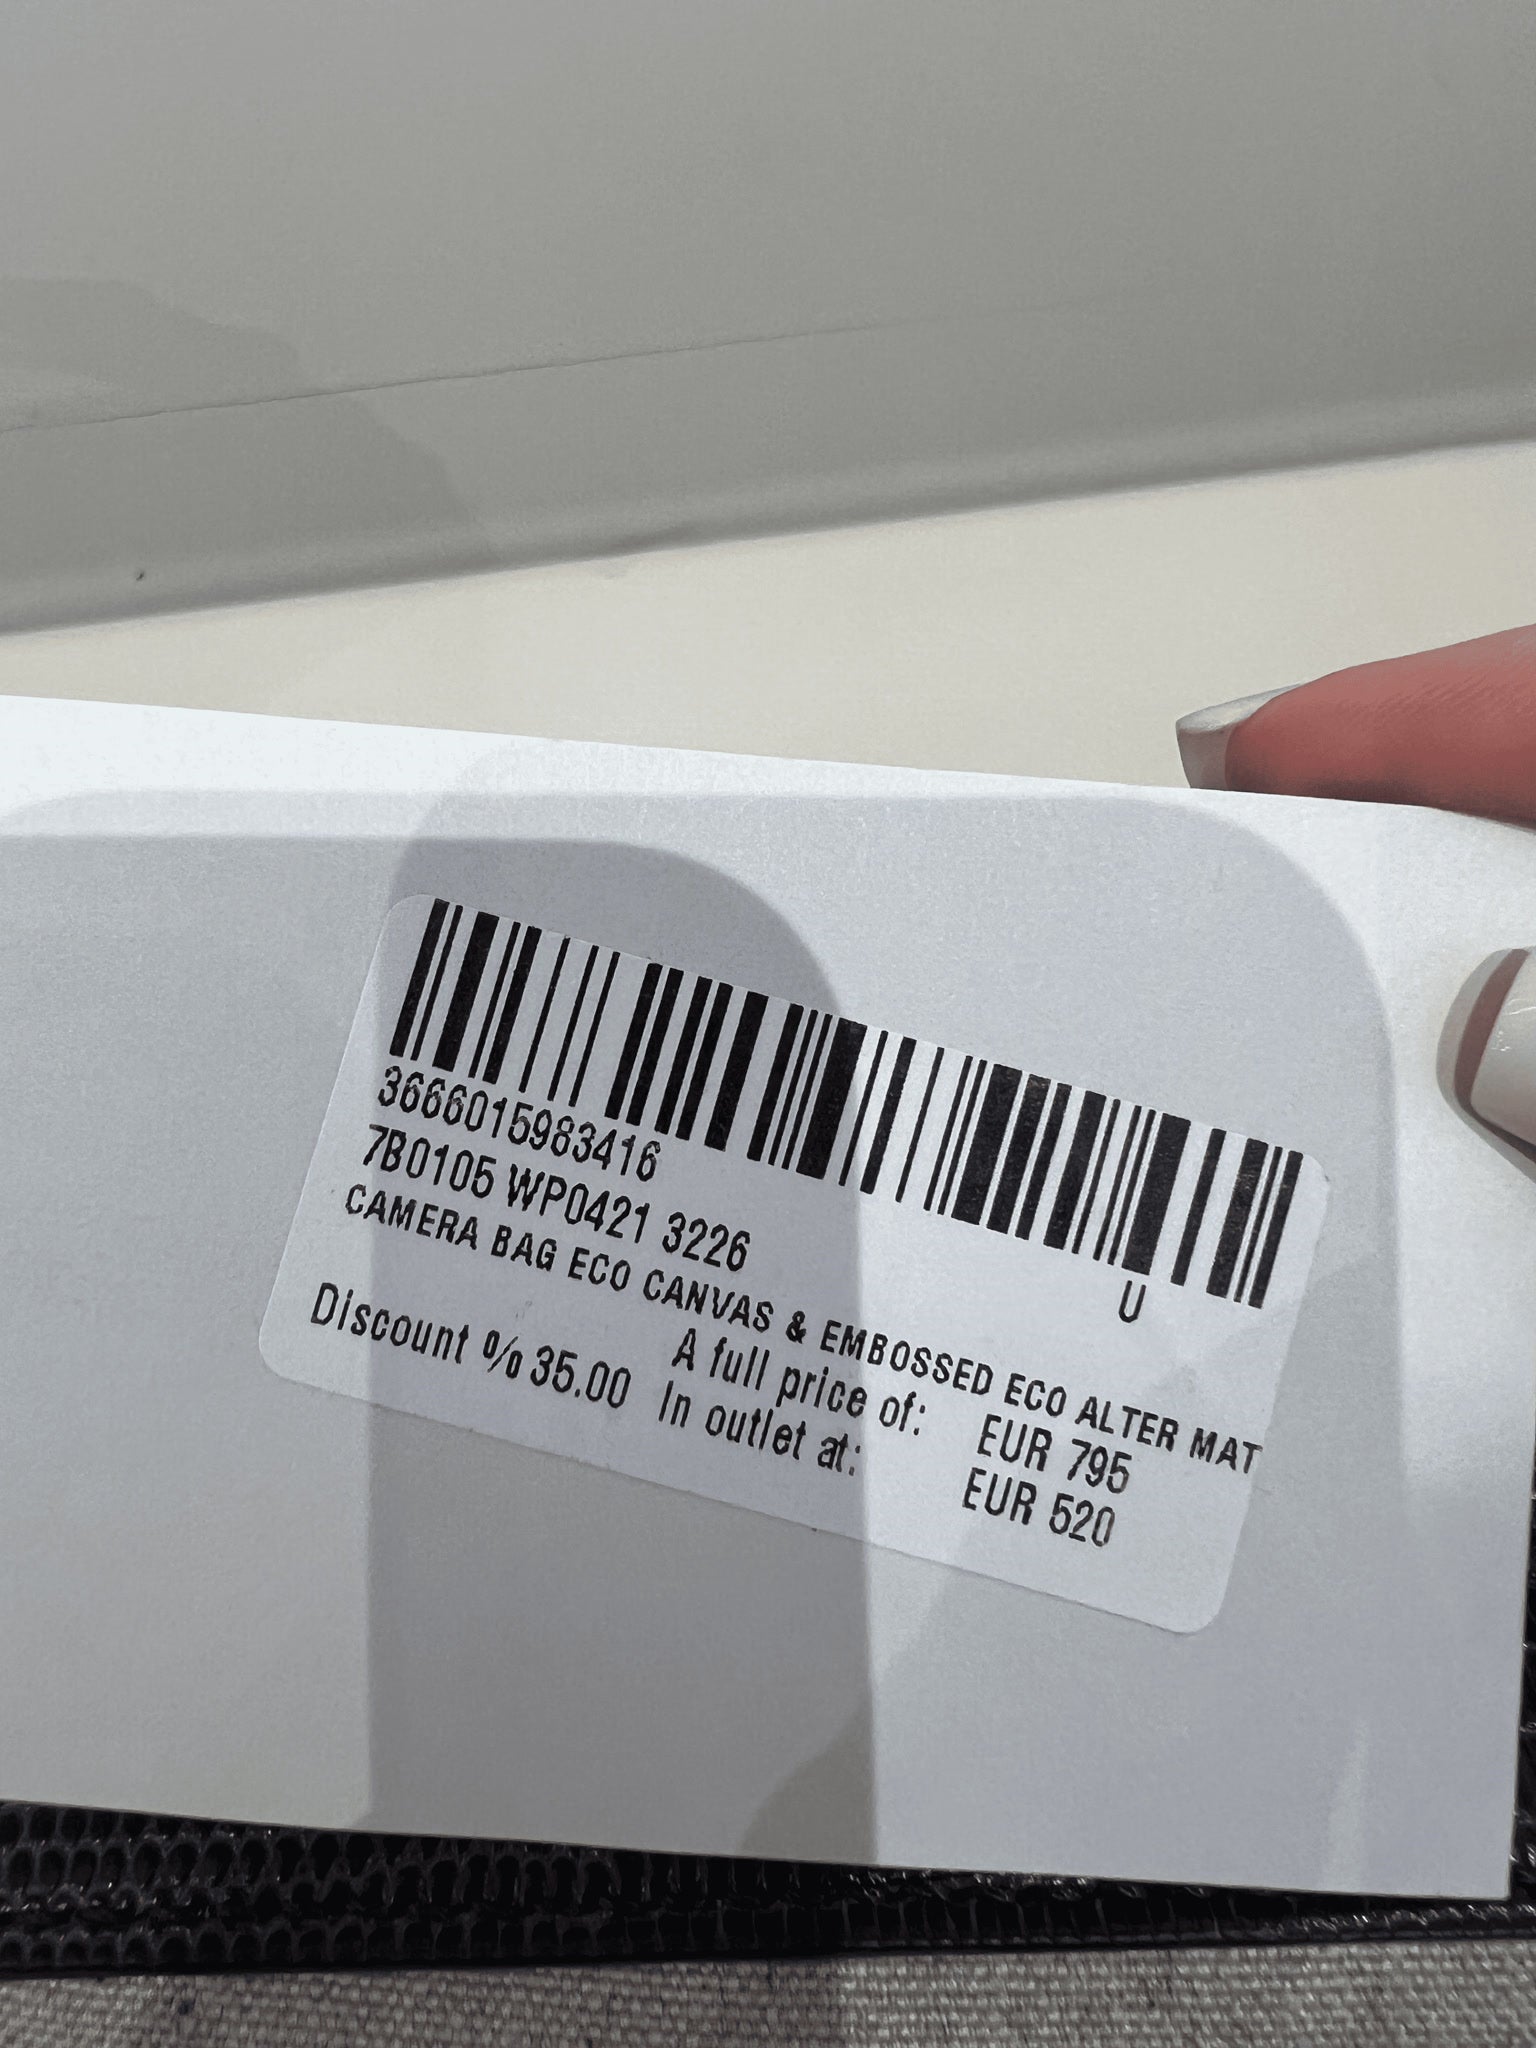 3666015983416
7B0105 WP0421 3226
U
CAMERA BAG ECO CANVAS & EMBOSSED ECO ALTER MAT
A full price of: EUR 795
Discount % 35.00 In outlet at: EUR 520